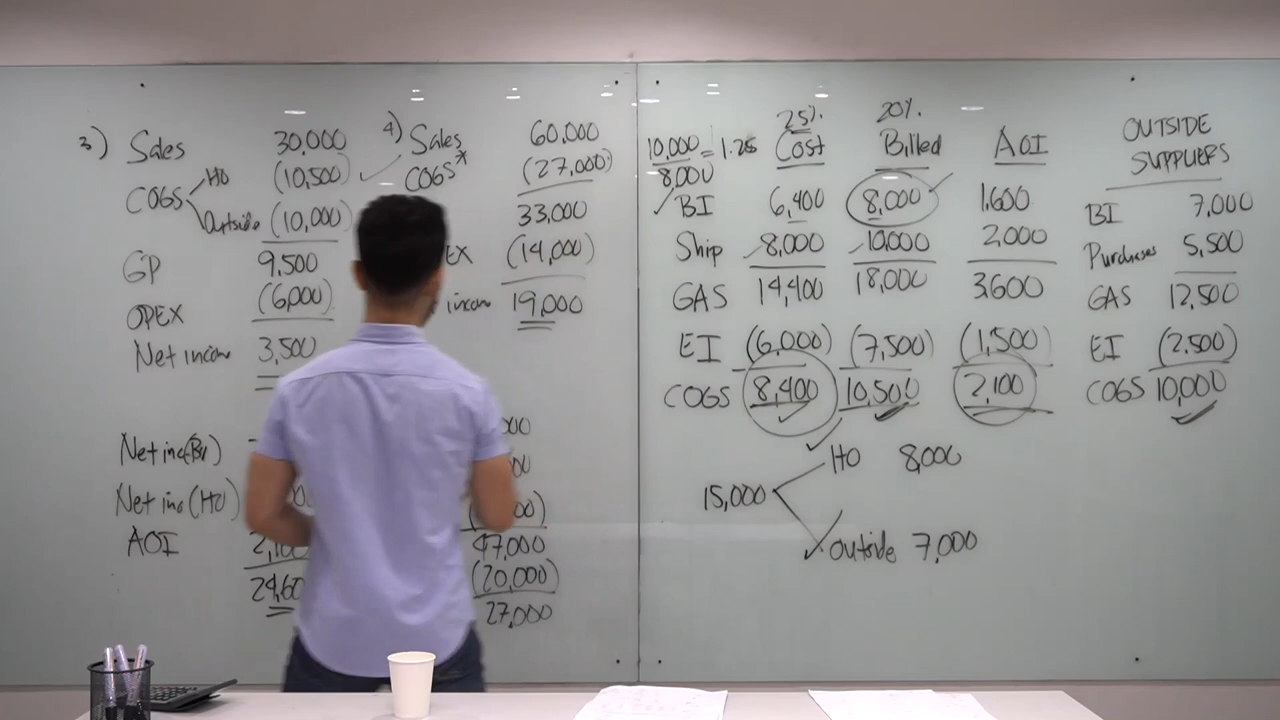 3) Sales 30,000
COGS HO (10,500)
Outside (10,000)
GP 9,500
OPEX (6,000)
Net income 3,500
Net inc(Br)
Net inc (HO)
AOI 2,100
24,60
4) Sales 60,000
COGS* (27,000)
33,000
EX (14,000)
income 19,000
47,000
(20,000)
27,000
25% 20%
10,000 = 1.25 Cost Billed AOI
8,000
BI 6,400 8,000 1,600
Ship 8,000 10,000 2,000
GAS 14,400 18,000 3,600
EI (6,000) (7,500) (1,500)
COGS 8,400 10,500 2,100
15,000
HO 8,000
Outside 7,000
OUTSIDE
SUPPLIERS
BI 7,000
Purchases 5,500
GAS 12,500
EI (2,500)
COGS 10,000